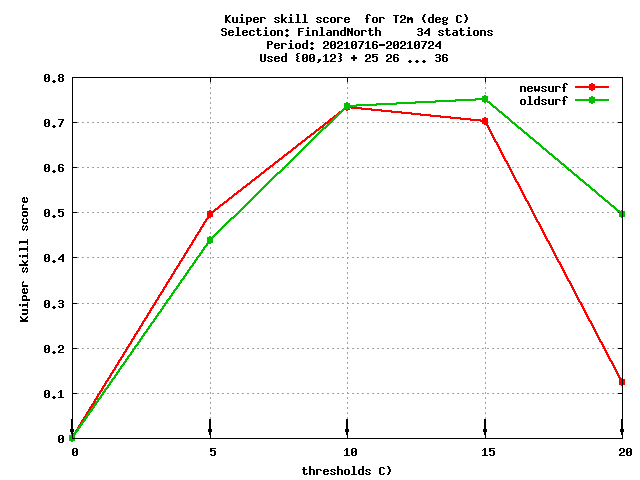 Kuiper skill score  for T2m (deg C)
Selection: FinlandNorth     34 stations
Period: 20210716-20210724
Used {00,12} + 25 26 ... 36
newsurf
oldsurf
Kuiper skill score
0.8
0.7
0.6
0.5
0.4
0.3
0.2
0.1
0
0 5 10 15 20
thresholds C)